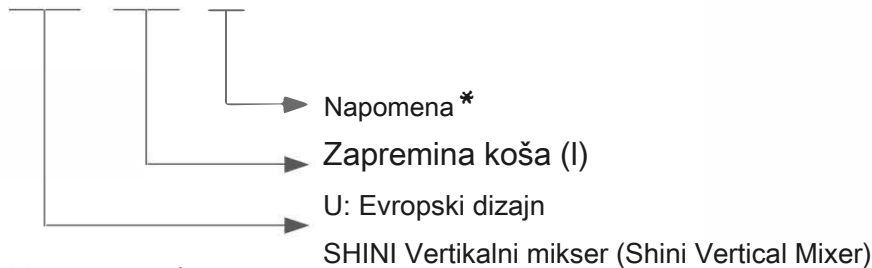 Napomena *
Zapremina koša (l)
U: Evropski dizajn
SHINI Vertikalni mikser (Shini Vertical Mixer)